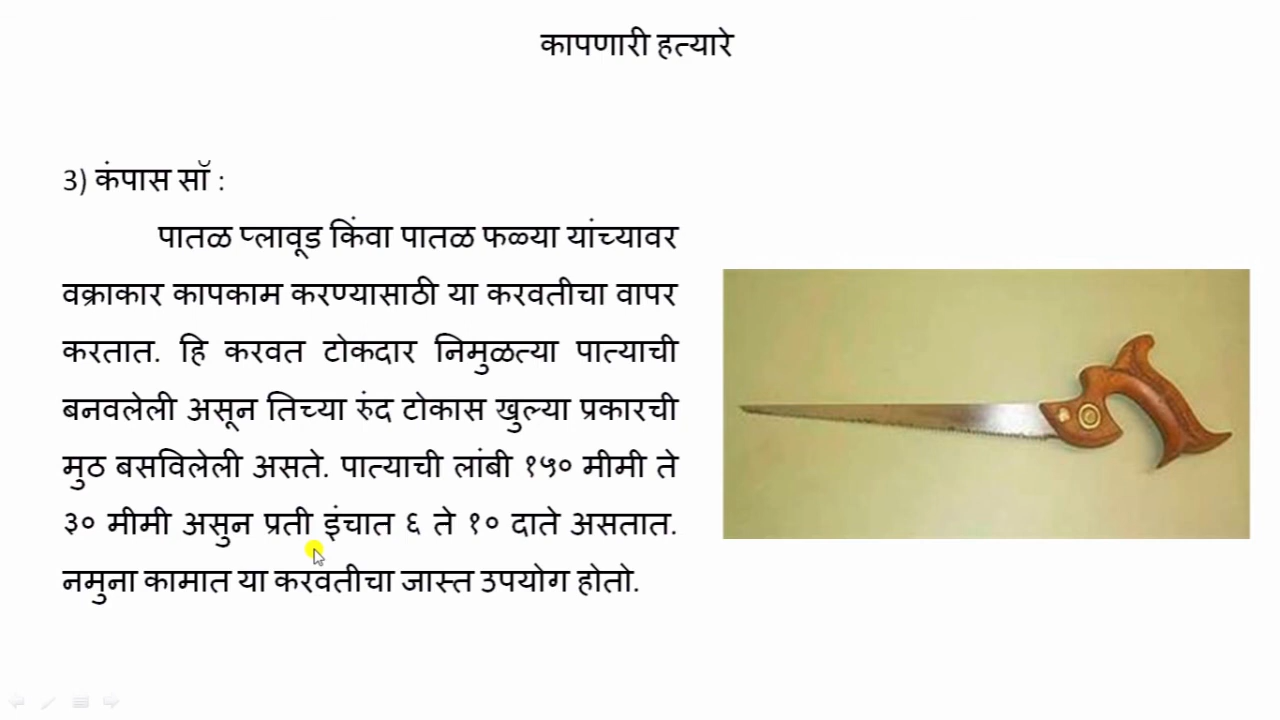 कापणारी हत्यारे
3) कंपास सॉ :
पातळ प्लावूड किंवा पातळ फळ्या यांच्यावर
वक्राकार कापकाम करण्यासाठी या करवतीचा वापर
करतात. हि करवत टोकदार निमुळत्या पात्याची
बनवलेली असून तिच्या रुंद टोकास खुल्या प्रकारची
मुठ बसविलेली असते. पात्याची लांबी १५० मीमी ते
३० मीमी असुन प्रती इंचात ६ ते १० दाते असतात.
नमुना कामात या करवतीचा जास्त उपयोग होतो.